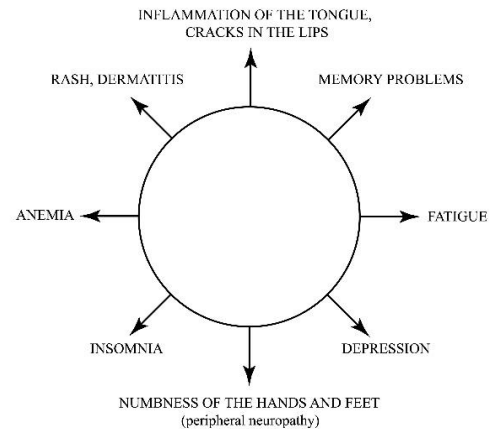 INFLAMMATION OF THE TONGUE,
CRACKS IN THE LIPS
RASH, DERMATITIS
MEMORY PROBLEMS
ANEMIA
FATIGUE
INSOMNIA
DEPRESSION
NUMBNESS OF THE HANDS AND FEET
(peripheral neuropathy)